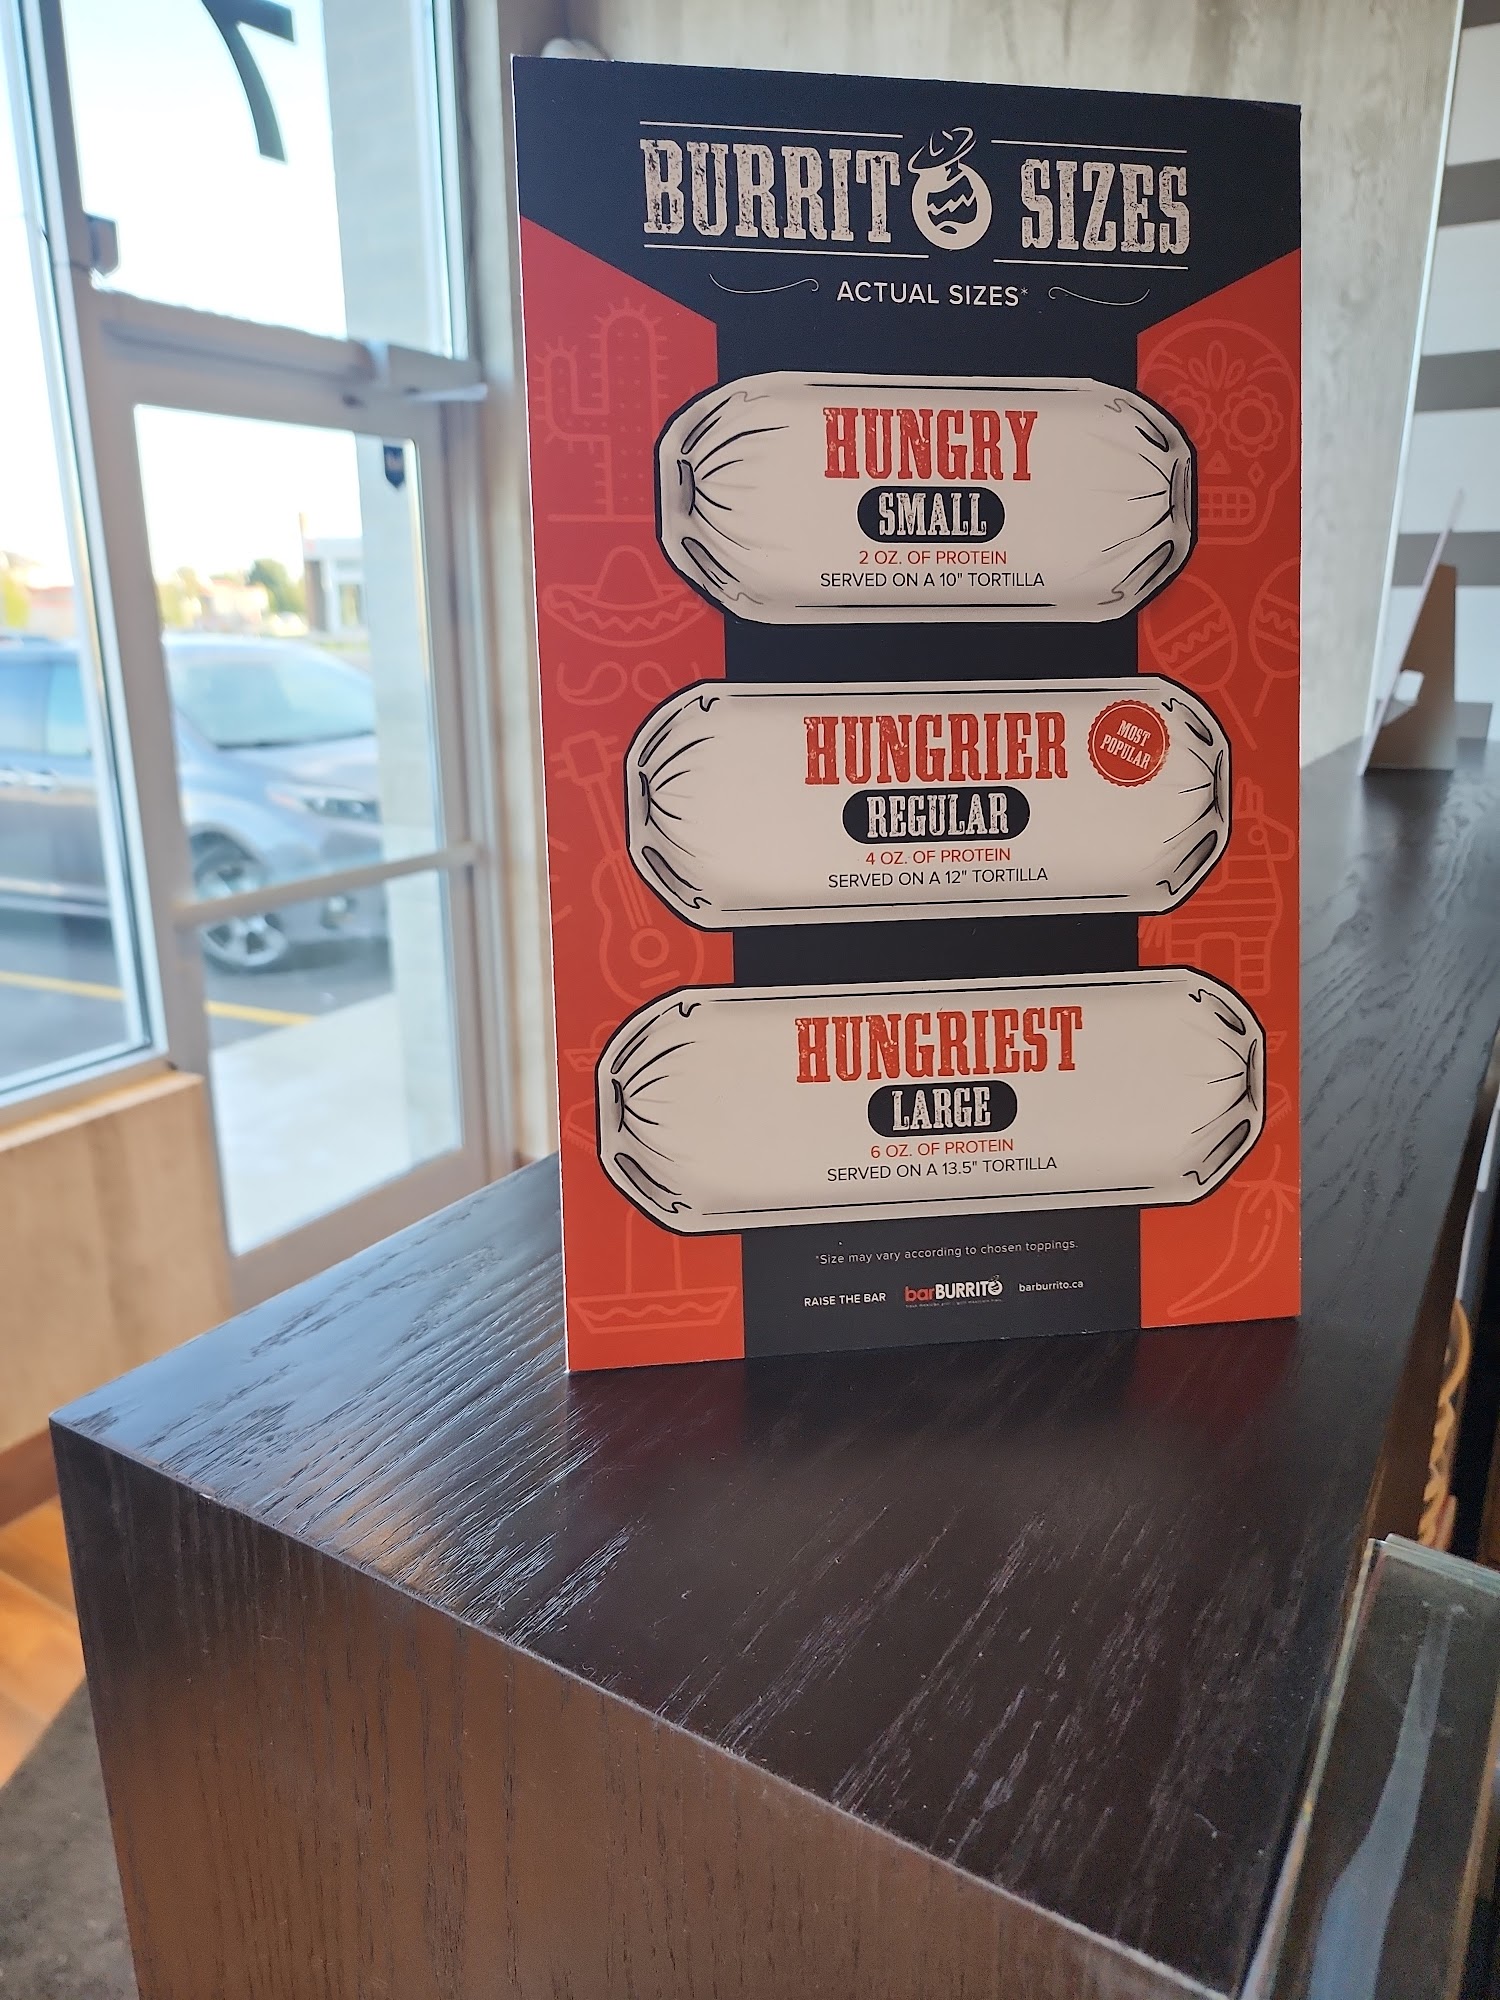 BURRITO SIZES
ACTUAL SIZES*
HUNGRY
SMALL
2 OZ. OF PROTEIN
SERVED ON A 10" TORTILLA
HUNGRIER
MOST
POPULAR
REGULAR
4 OZ. OF PROTEIN
SERVED ON A 12" TORTILLA
HUNGRIEST
LARGE
6 OZ. OF PROTEIN
SERVED ON A 13.5" TORTILLA
*Size may vary according to chosen toppings.
RAISE THE BAR barBURRITO barburrito.ca